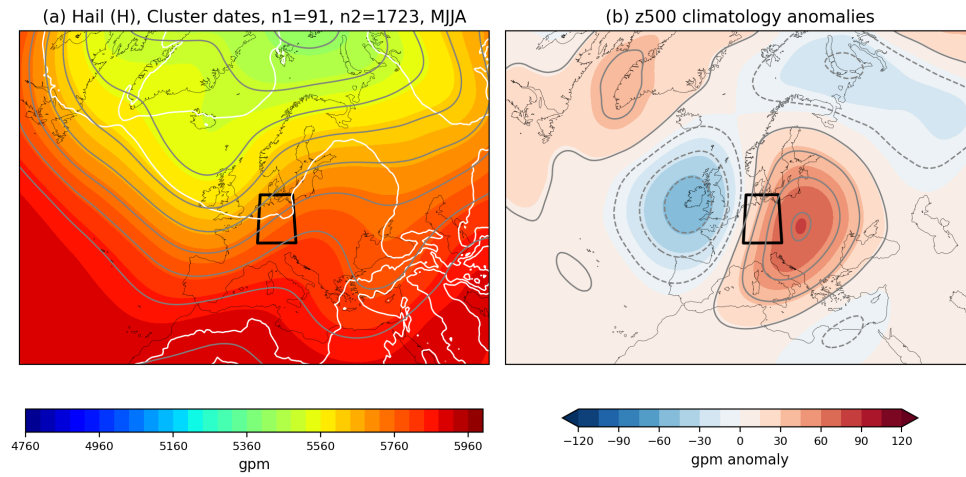 (a) Hail (H), Cluster dates, n1=91, n2=1723, MJJA
(b) z500 climatology anomalies
4760 4960 5160 5360 5560 5760 5960
gpm
−120 −90 −60 −30 0 30 60 90 120
gpm anomaly